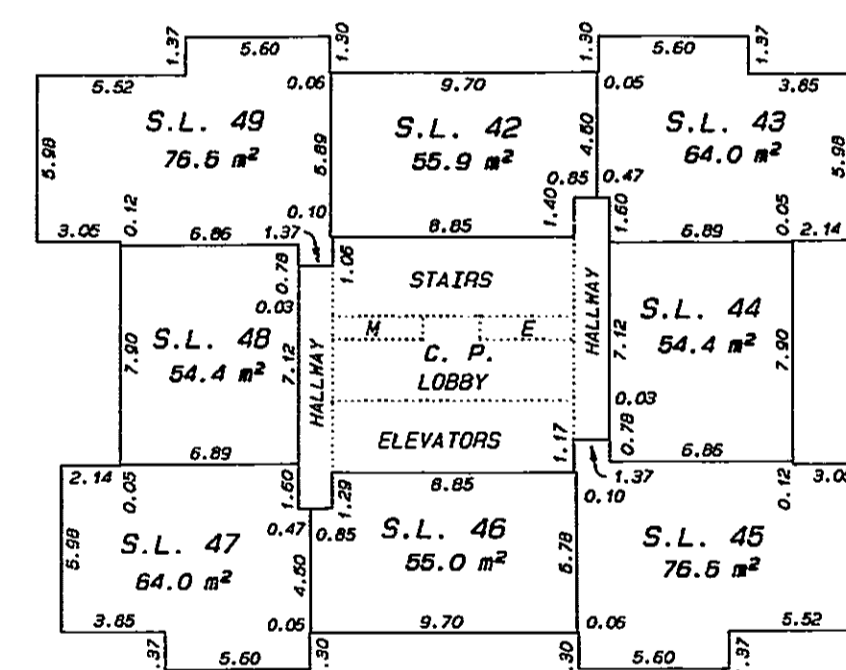 1.37 5.60 1.30 1.30 5.60 1.37
5.52 0.06 9.70 0.05 3.85
S.L. 49
76.6 m²
S.L. 42
55.9 m²
S.L. 43
64.0 m²
5.98 5.89 4.60 5.98
0.85 0.47
3.05 0.12 6.86 0.10 1.37 8.85 1.40 1.60 6.89 0.05 2.14
0.78 1.06
STAIRS
0.03
M E
C. P.
LOBBY
HALLWAY
HALLWAY
S.L. 48
54.4 m²
7.90 7.12
S.L. 44
54.4 m²
7.12 7.90
0.03
0.78
ELEVATORS
6.89 1.17 6.86
2.14 0.05 1.60 1.29 8.85 1.37 0.10 0.12
0.47 0.85
S.L. 47
64.0 m²
S.L. 46
55.0 m²
S.L. 45
76.6 m²
5.98 4.60 5.78
3.85 0.05 9.70 0.06 5.52
.37 5.60 .30 .30 5.60 .37